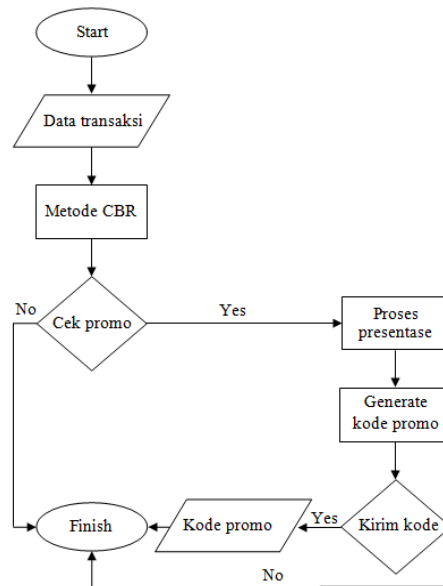 Start
Data transaksi
Metode CBR
No
Cek promo
Yes
Proses
presentase
Generate
kode promo
Kirim kode
Yes
Kode promo
Finish
No